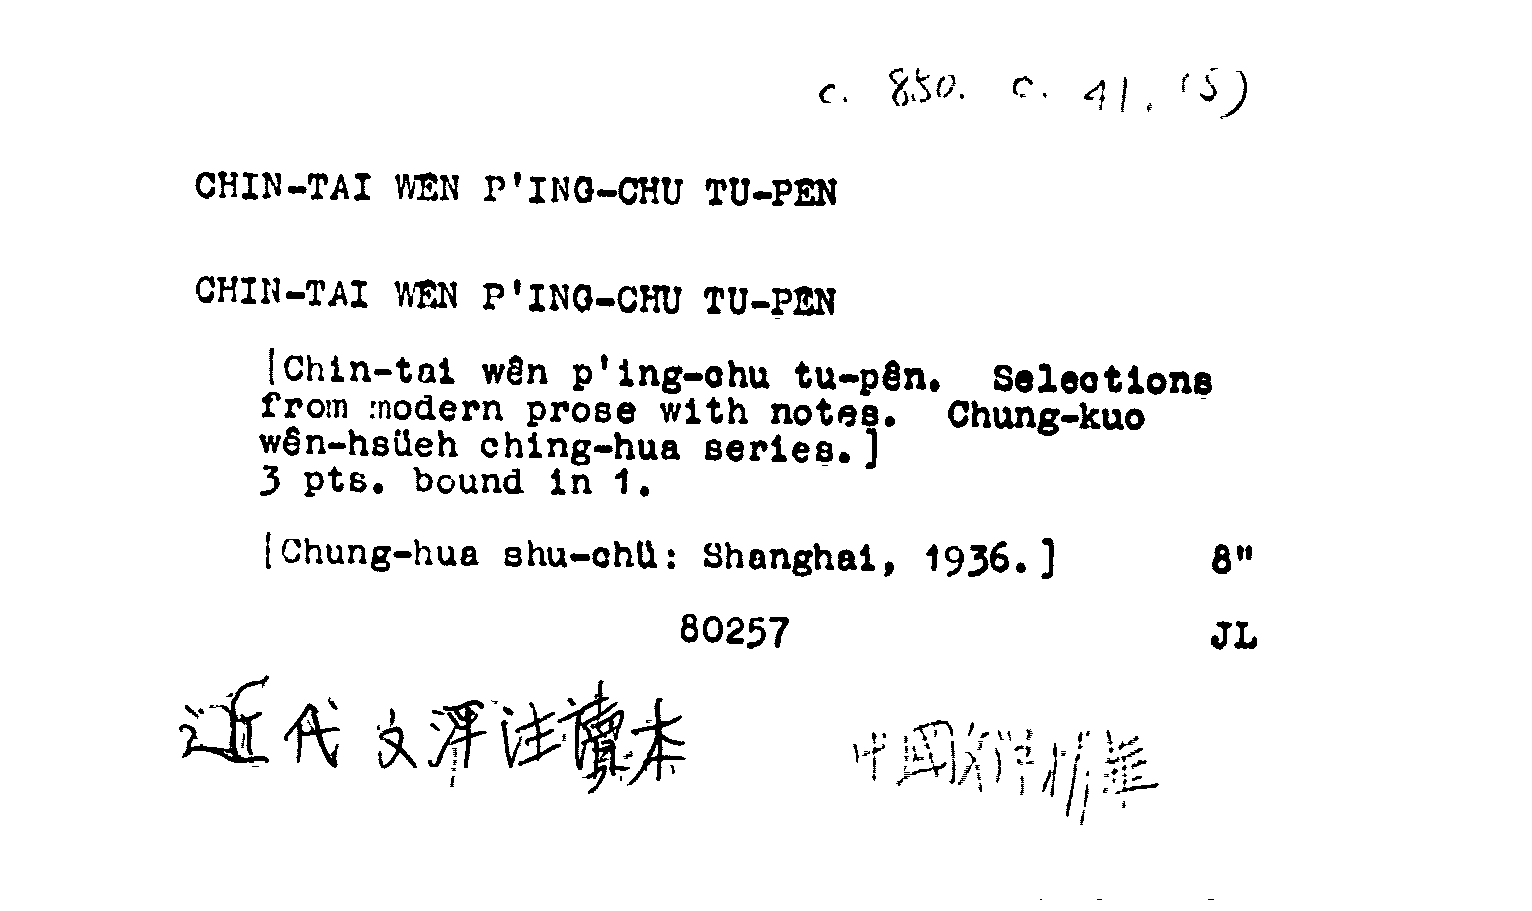 c. 850. c. 41. (5)
CHIN-TAI WEN P'ING-CHU TU-PEN
CHIN-TAI WEN P'ING-CHU TU-PEN
[Chin-tai wên p'ing-chu tu-pên. Selections
from modern prose with notes. Chung-kuo
wên-hsüeh ching-hua series.]
3 pts. bound in 1.
[Chung-hua shu-chü: Shanghai, 1936.] 8"
80257 JL
近代文評注讀本 中國文學精華